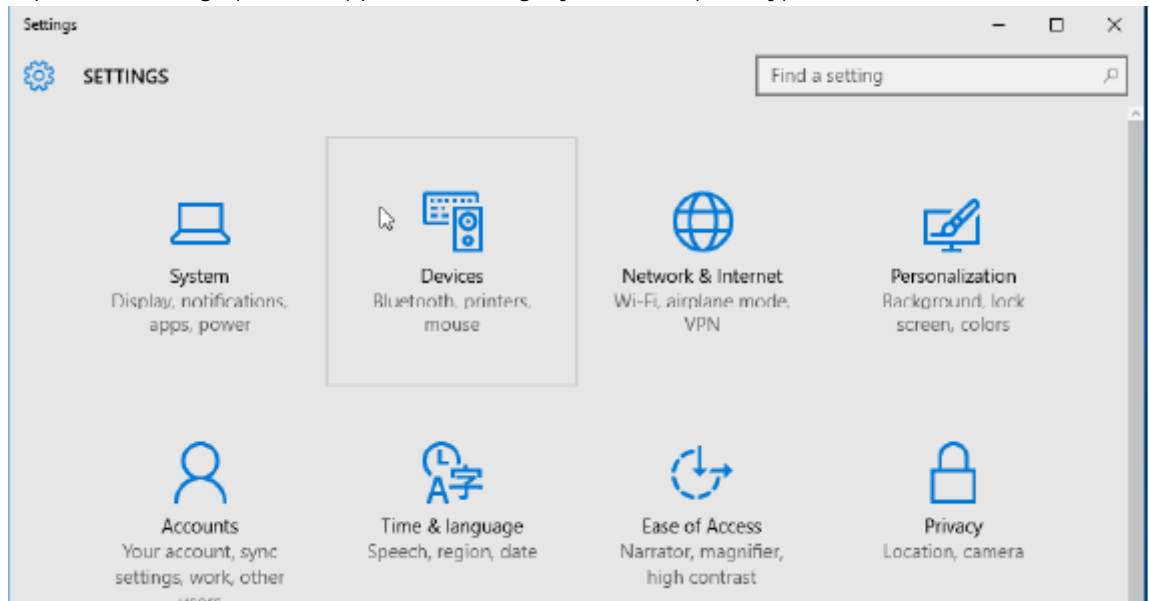 Settings
SETTINGS
Find a setting
System
Display, notifications,
apps, power
Devices
Bluetooth, printers,
mouse
Network & Internet
Wi-Fi, airplane mode,
VPN
Personalization
Background, lock
screen, colors
Accounts
Your account, sync
settings, work, other
users
Time & language
Speech, region, date
Ease of Access
Narrator, magnifier,
high contrast
Privacy
Location, camera